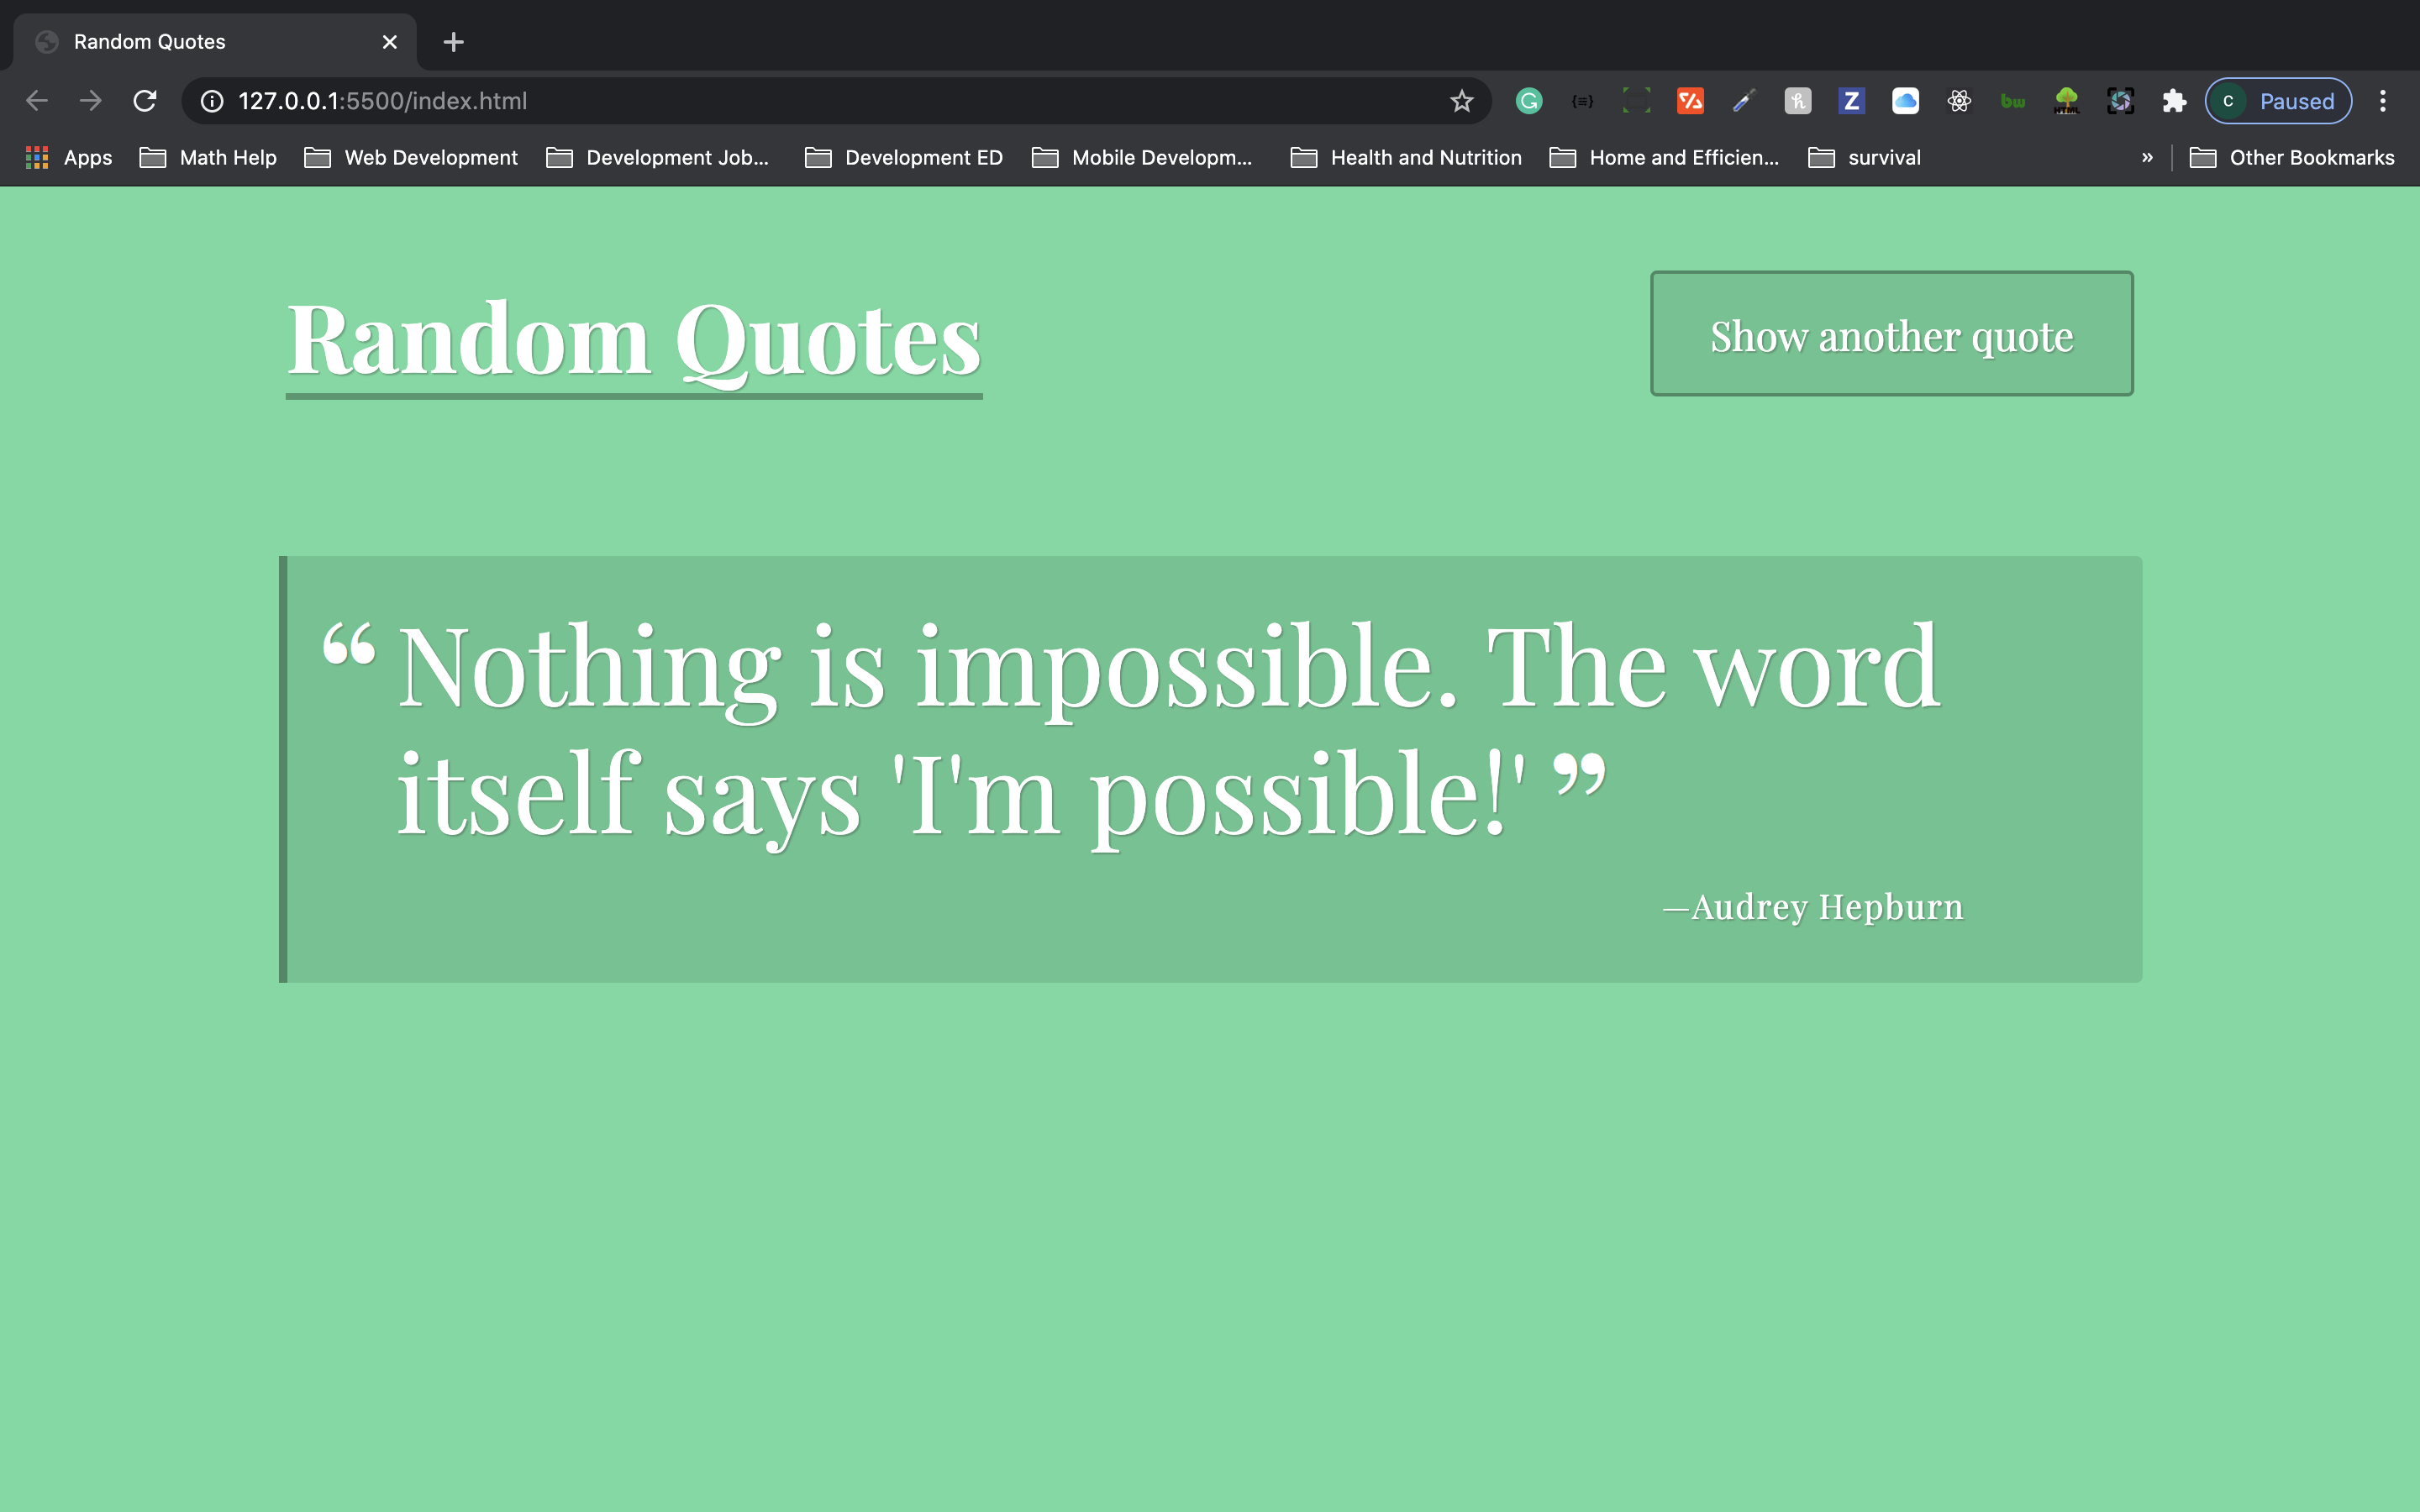 Random Quotes
127.0.0.1:5500/index.html
C Paused
Apps Math Help Web Development Development Job... Development ED Mobile Developm... Health and Nutrition Home and Efficien... survival » Other Bookmarks
Random Quotes
Show another quote
“ Nothing is impossible. The word
itself says 'I'm possible!' ”
—Audrey Hepburn